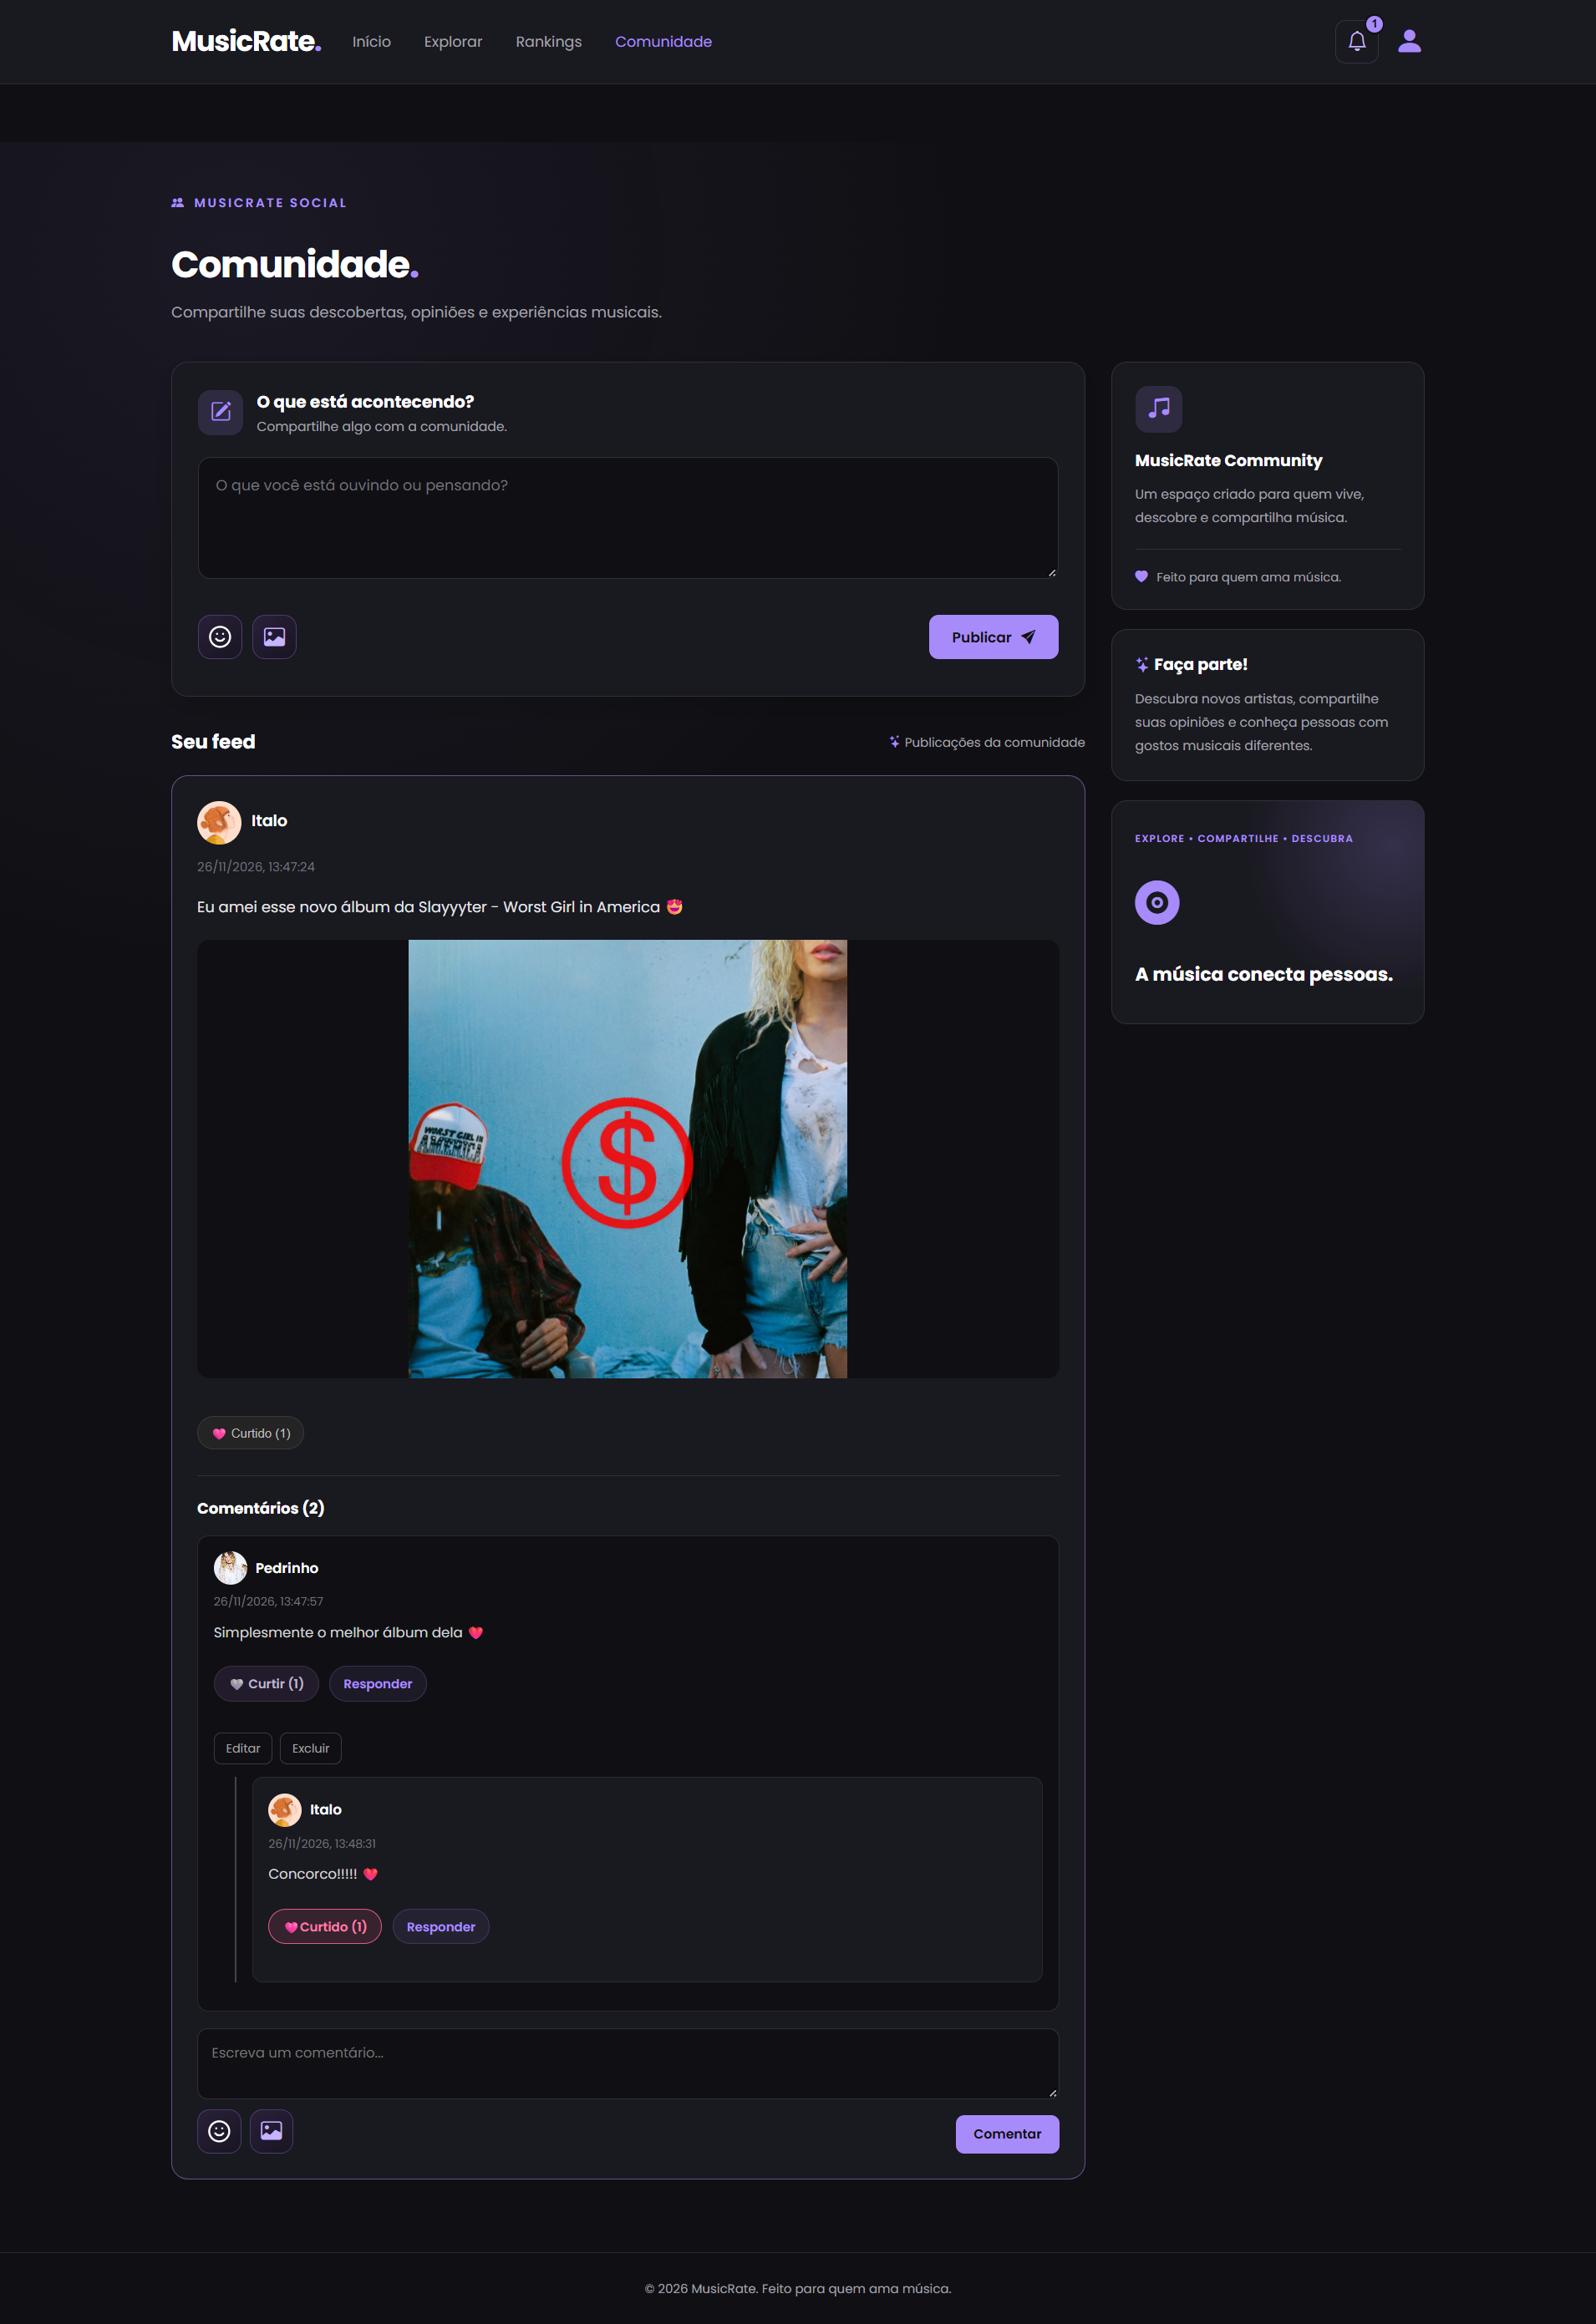 MusicRate.
Início
Explorar
Rankings
Comunidade
1
MUSICRATE SOCIAL
Comunidade.
Compartilhe suas descobertas, opiniões e experiências musicais.
O que está acontecendo?
Compartilhe algo com a comunidade.
O que você está ouvindo ou pensando?
Publicar
MusicRate Community
Um espaço criado para quem vive,
descobre e compartilha música.
Feito para quem ama música.
Faça parte!
Descubra novos artistas, compartilhe
suas opiniões e conheça pessoas com
gostos musicais diferentes.
EXPLORE • COMPARTILHE • DESCUBRA
A música conecta pessoas.
Seu feed
Publicações da comunidade
Italo
26/11/2026, 13:47:24
Eu amei esse novo álbum da Slayyyter - Worst Girl in America 😍
WORST GIRL IN
AMERICA
$
💗 Curtido (1)
Comentários (2)
Pedrinho
26/11/2026, 13:47:57
Simplesmente o melhor álbum dela 💗
🤍 Curtir (1)
Responder
Editar
Excluir
Italo
26/11/2026, 13:48:31
Concorco!!!!! 💗
💗Curtido (1)
Responder
Escreva um comentário...
Comentar
© 2026 MusicRate. Feito para quem ama música.